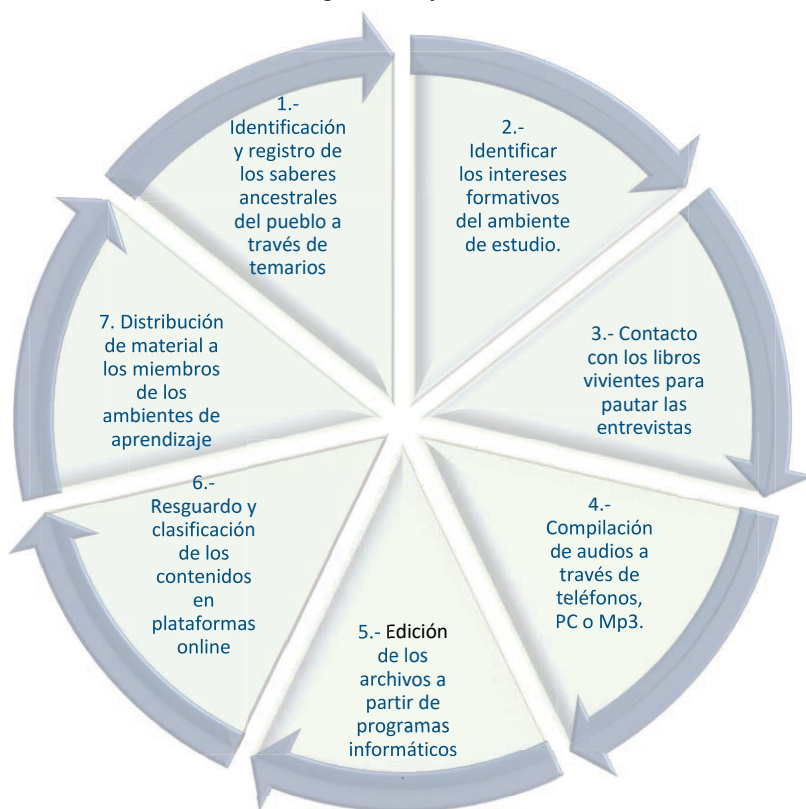 1.-
Identificación
y registro de
los saberes
ancestrales
del pueblo a
través de
temarios
2.-
Identificar
los intereses
formativos
del ambiente
de estudio.
3.- Contacto
con los libros
vivientes para
pautar las
entrevistas
4.-
Compilación
de audios a
través de
teléfonos,
PC o Mp3.
5.- Edición
de los
archivos a
partir de
programas
informáticos
6.-
Resguardo y
clasificación
de los
contenidos
en
plataformas
online
7. Distribución
de material a
los miembros
de los
ambientes de
aprendizaje